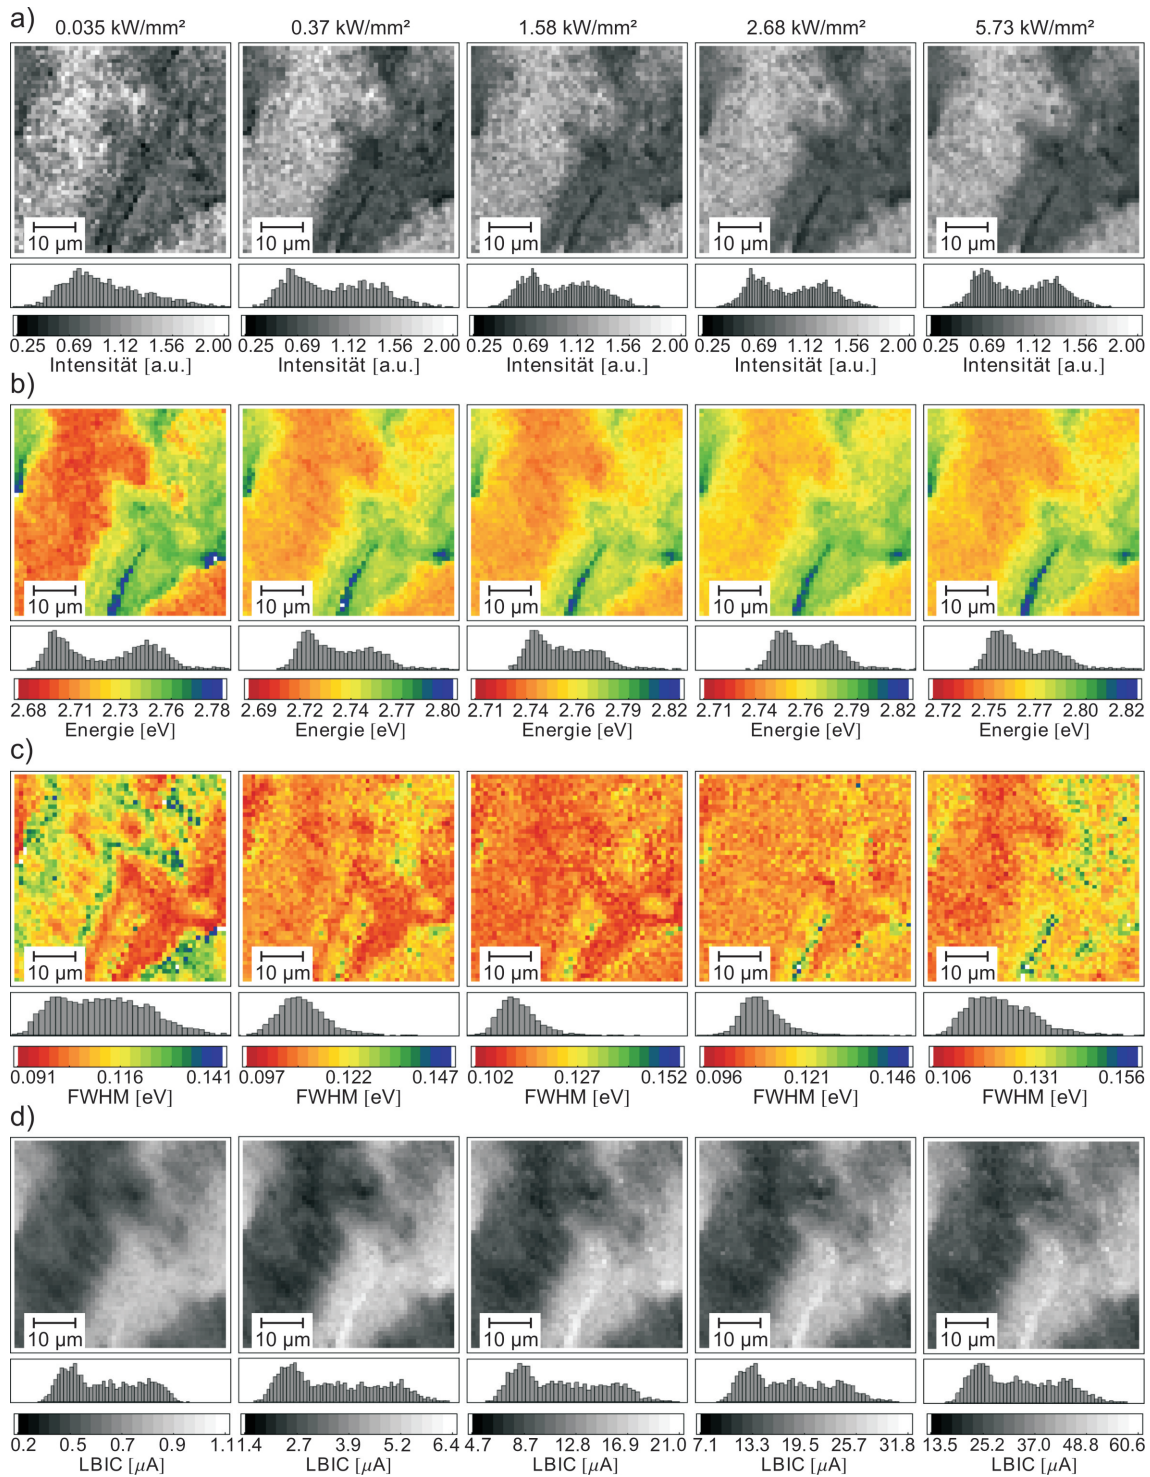 a)
0.035 kW/mm² 0.37 kW/mm² 1.58 kW/mm² 2.68 kW/mm² 5.73 kW/mm²
10 µm 10 µm 10 µm 10 µm 10 µm
0.25 0.69 1.12 1.56 2.00 0.25 0.69 1.12 1.56 2.00 0.25 0.69 1.12 1.56 2.00 0.25 0.69 1.12 1.56 2.00 0.25 0.69 1.12 1.56 2.00
Intensität [a.u.] Intensität [a.u.] Intensität [a.u.] Intensität [a.u.] Intensität [a.u.]
b)
10 µm 10 µm 10 µm 10 µm 10 µm
2.68 2.71 2.73 2.76 2.78 2.69 2.72 2.74 2.77 2.80 2.71 2.74 2.76 2.79 2.82 2.71 2.74 2.76 2.79 2.82 2.72 2.75 2.77 2.80 2.82
Energie [eV] Energie [eV] Energie [eV] Energie [eV] Energie [eV]
c)
10 µm 10 µm 10 µm 10 µm 10 µm
0.091 0.116 0.141 0.097 0.122 0.147 0.102 0.127 0.152 0.096 0.121 0.146 0.106 0.131 0.156
FWHM [eV] FWHM [eV] FWHM [eV] FWHM [eV] FWHM [eV]
d)
10 µm 10 µm 10 µm 10 µm 10 µm
0.2 0.5 0.7 0.9 1.1 1.4 2.7 3.9 5.2 6.4 4.7 8.7 12.8 16.9 21.0 7.1 13.3 19.5 25.7 31.8 13.5 25.2 37.0 48.8 60.6
LBIC [µA] LBIC [µA] LBIC [µA] LBIC [µA] LBIC [µA]